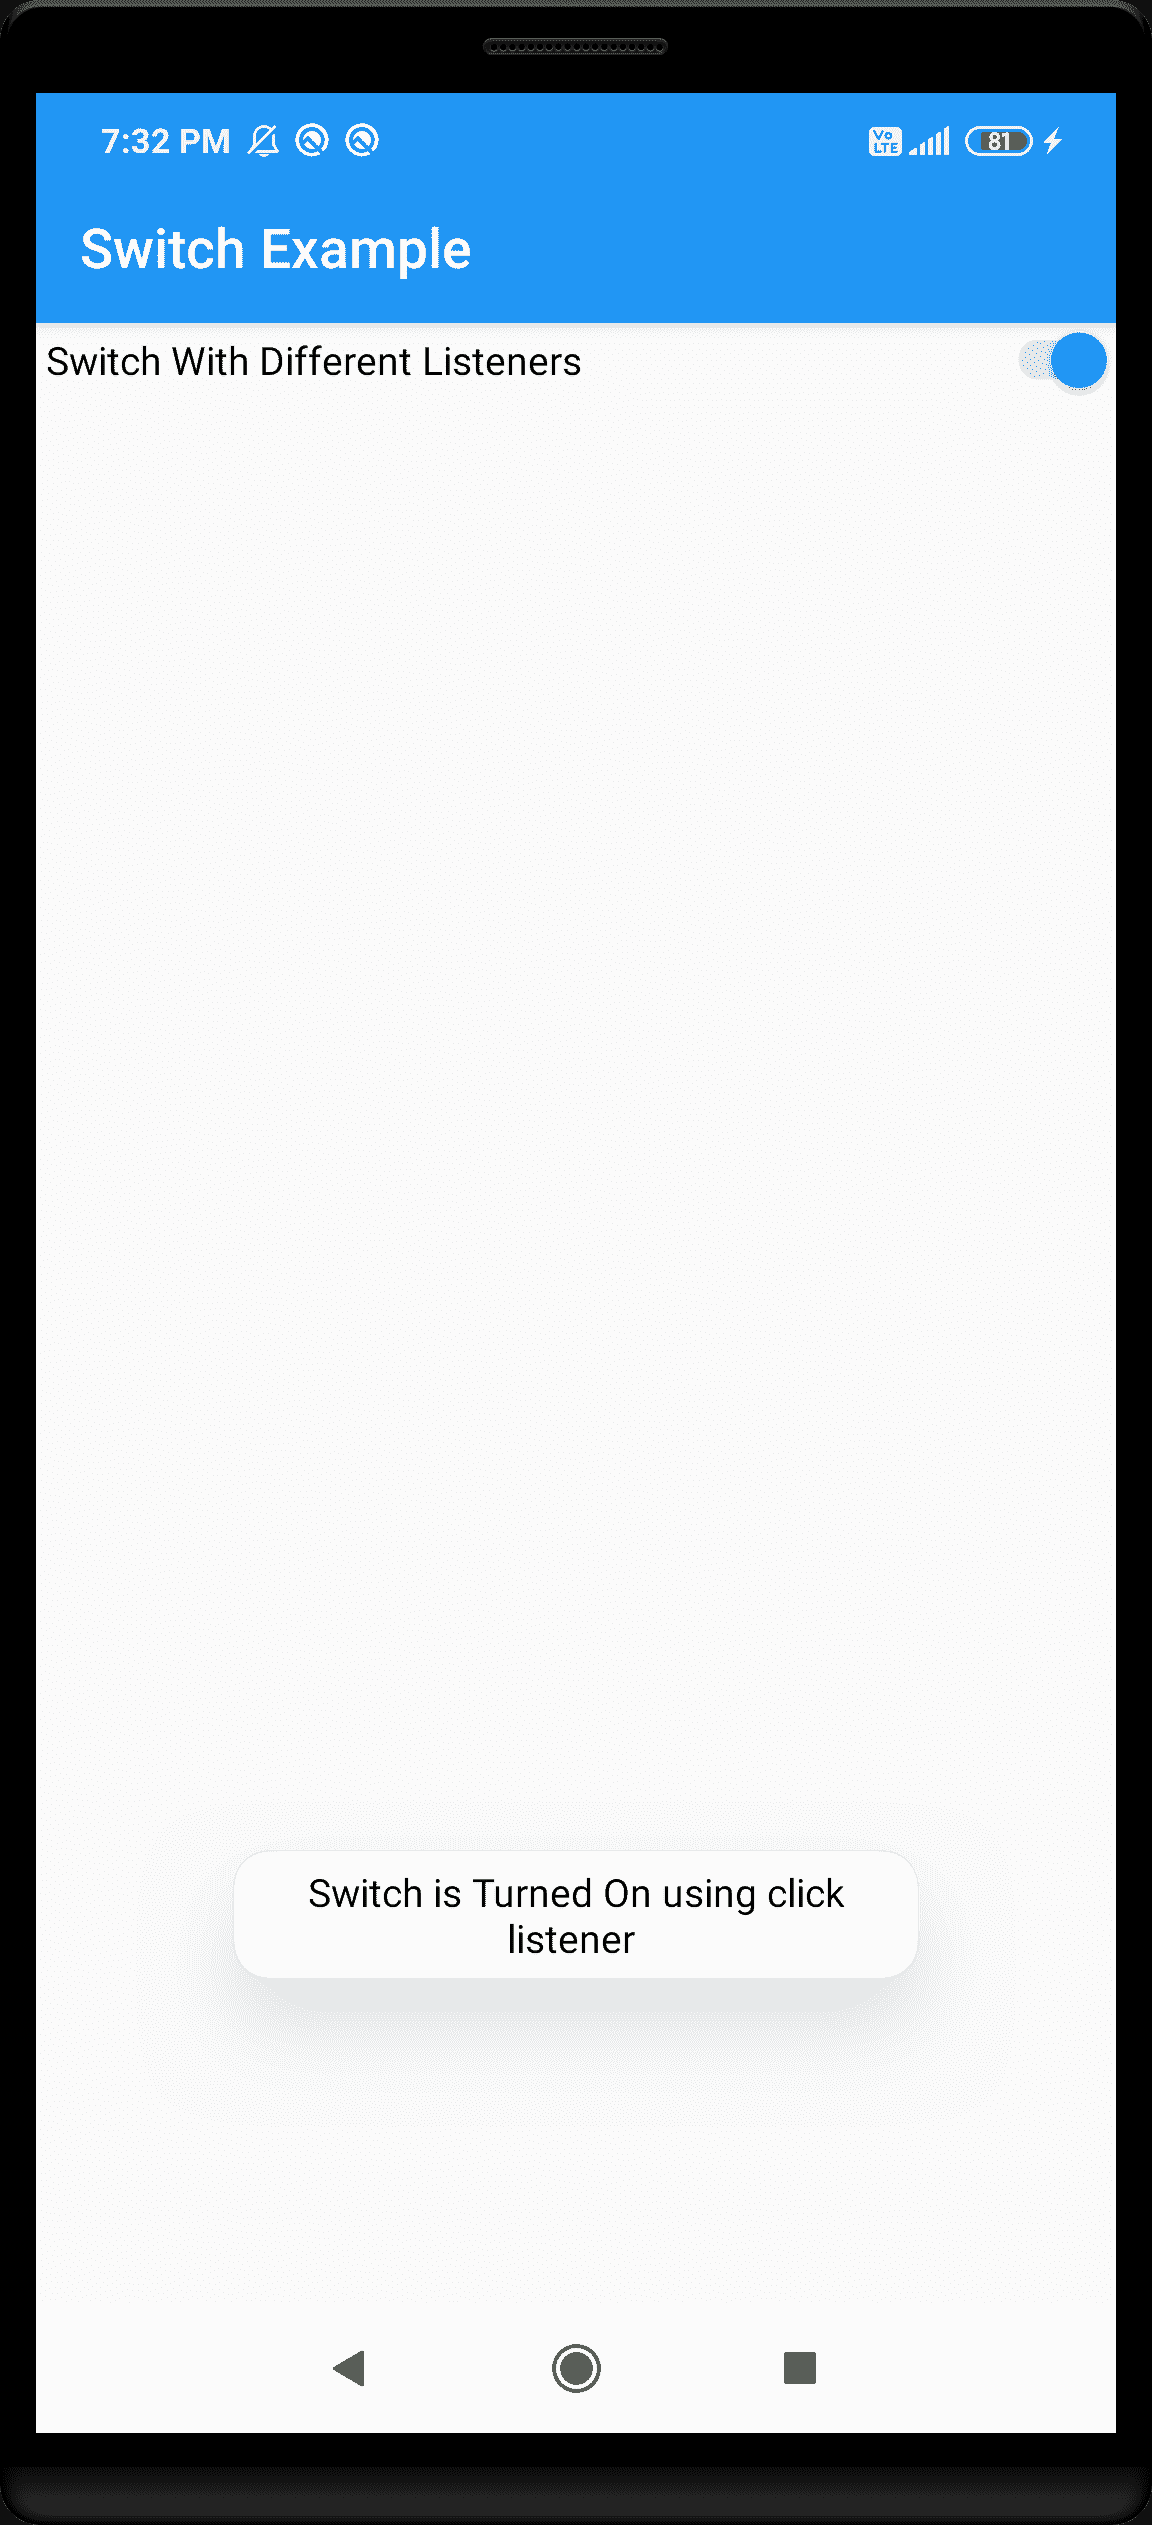 7:32 PM
Vo
LTE
81
Switch Example
Switch With Different Listeners
Switch is Turned On using click
listener